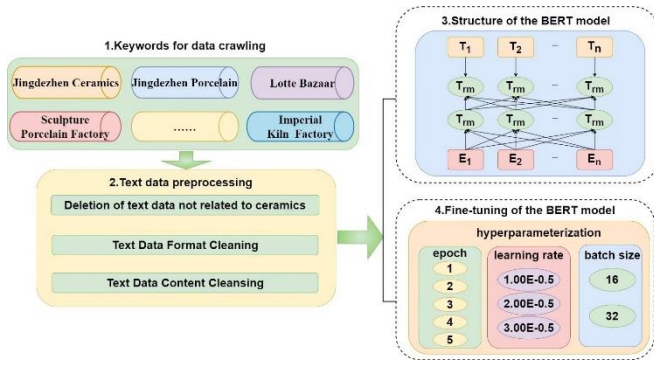 1.Keywords for data crawling
Jingdezhen Ceramics
Jingdezhen Porcelain
Lotte Bazaar
Sculpture
Porcelain Factory
......
Imperial
Kiln Factory
2.Text data preprocessing
Deletion of text data not related to ceramics
Text Data Format Cleaning
Text Data Content Cleansing
3.Structure of the BERT model
T1 T2 ... Tn
Trm Trm ... Trm
Trm Trm ... Trm
E1 E2 ... En
4.Fine-tuning of the BERT model
hyperparameterization
epoch
1
2
3
4
5
learning rate
1.00E-0.5
2.00E-0.5
3.00E-0.5
batch size
16
32